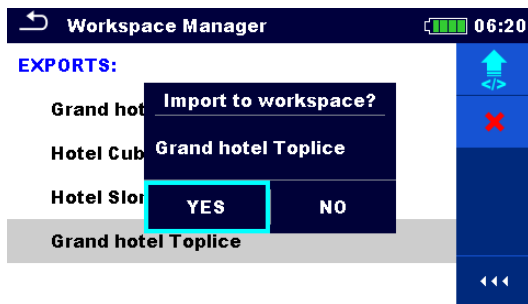 Workspace Manager
06:20
EXPORTS:
</>
Grand hot
Import to workspace?
Hotel Cub
Grand hotel Toplice
Hotel Slo
YES
NO
Grand hotel Toplice